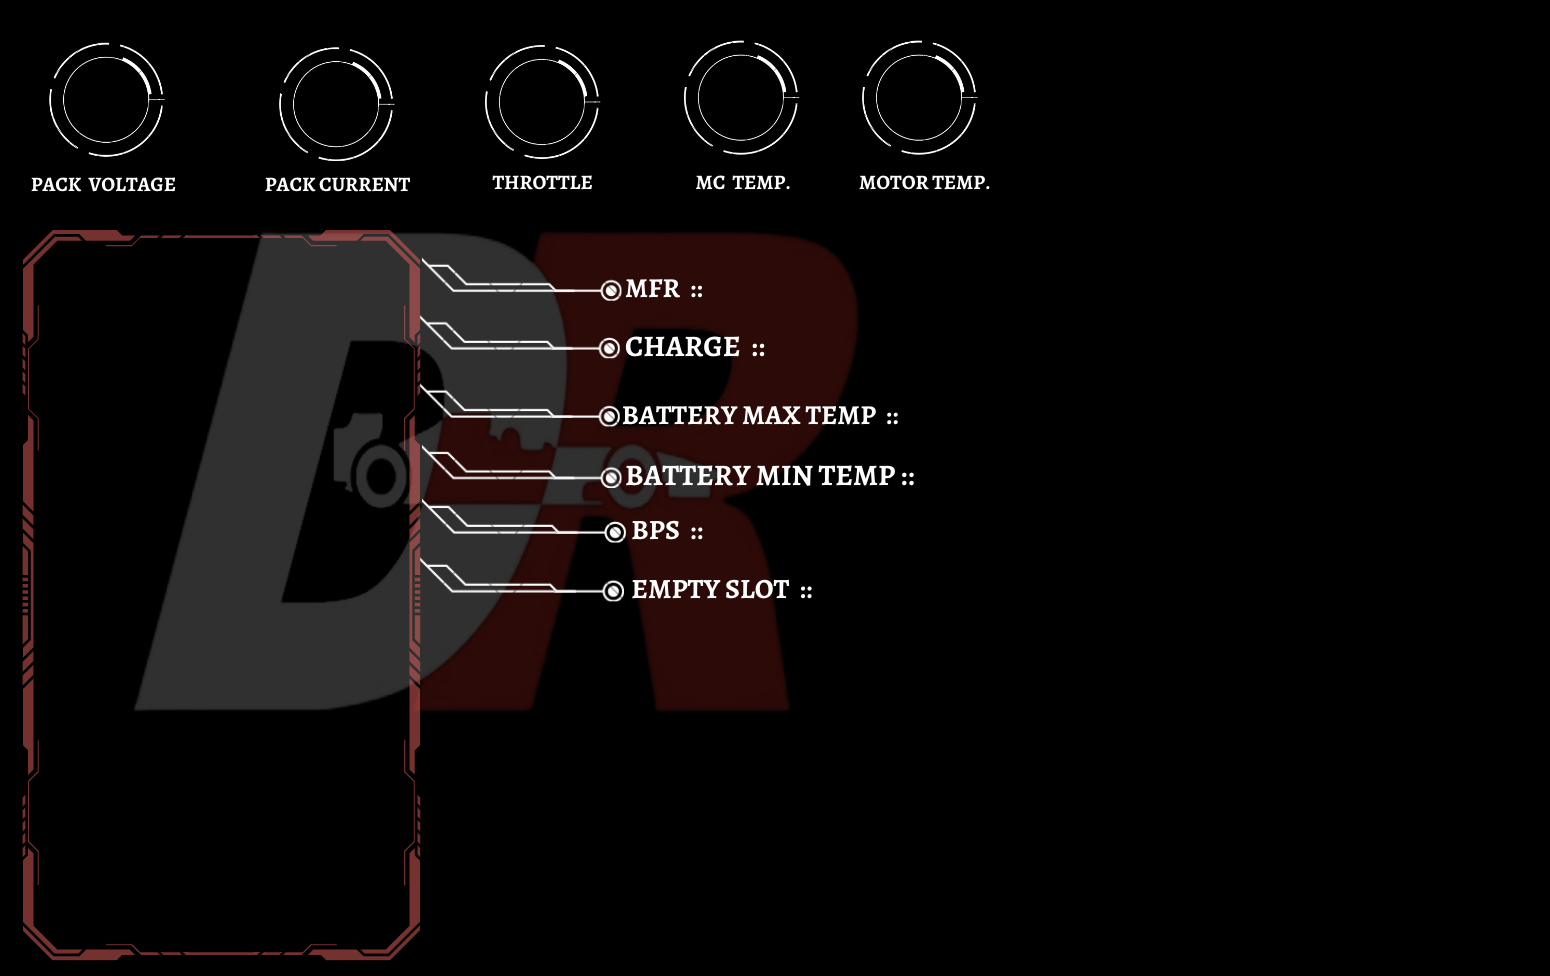 PACK VOLTAGE
PACK CURRENT
THROTTLE
MC TEMP.
MOTOR TEMP.
DR
MFR ::
CHARGE ::
BATTERY MAX TEMP ::
BATTERY MIN TEMP ::
BPS ::
EMPTY SLOT ::